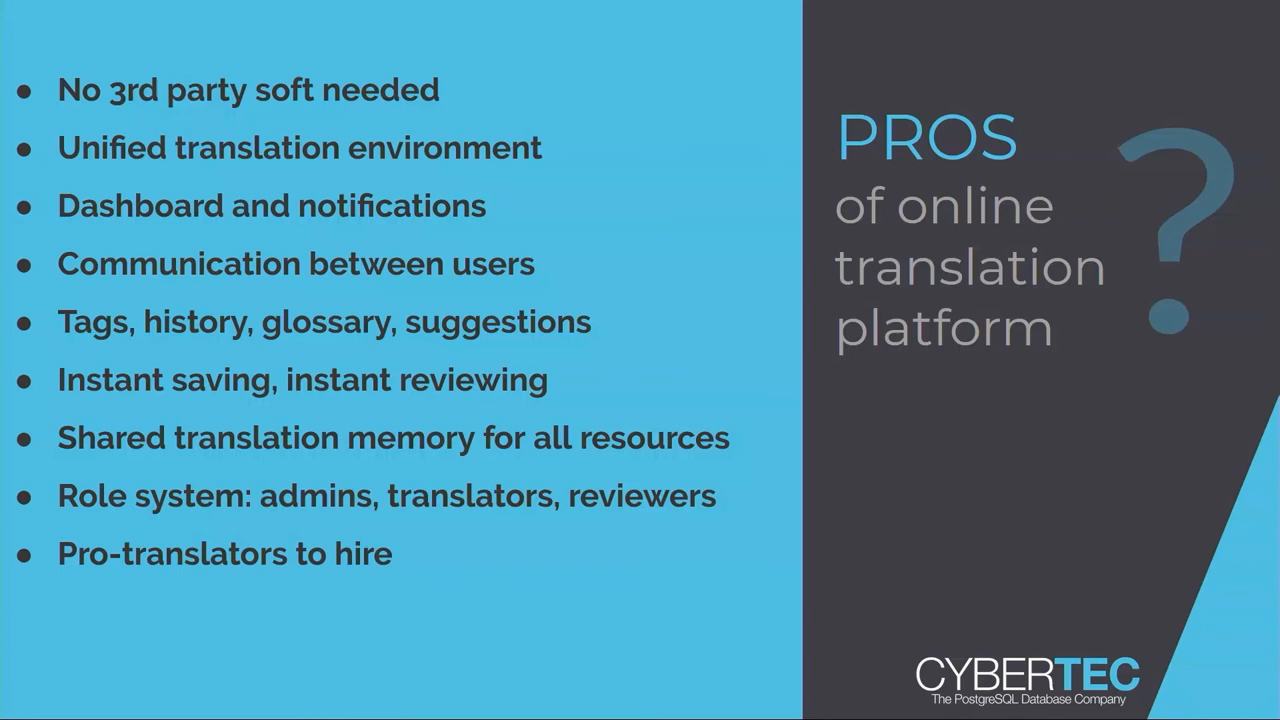 ● No 3rd party soft needed
● Unified translation environment
● Dashboard and notifications
● Communication between users
● Tags, history, glossary, suggestions
● Instant saving, instant reviewing
● Shared translation memory for all resources
● Role system: admins, translators, reviewers
● Pro-translators to hire
PROS
of online
translation
platform
?
CYBERTEC
The PostgreSQL Database Company